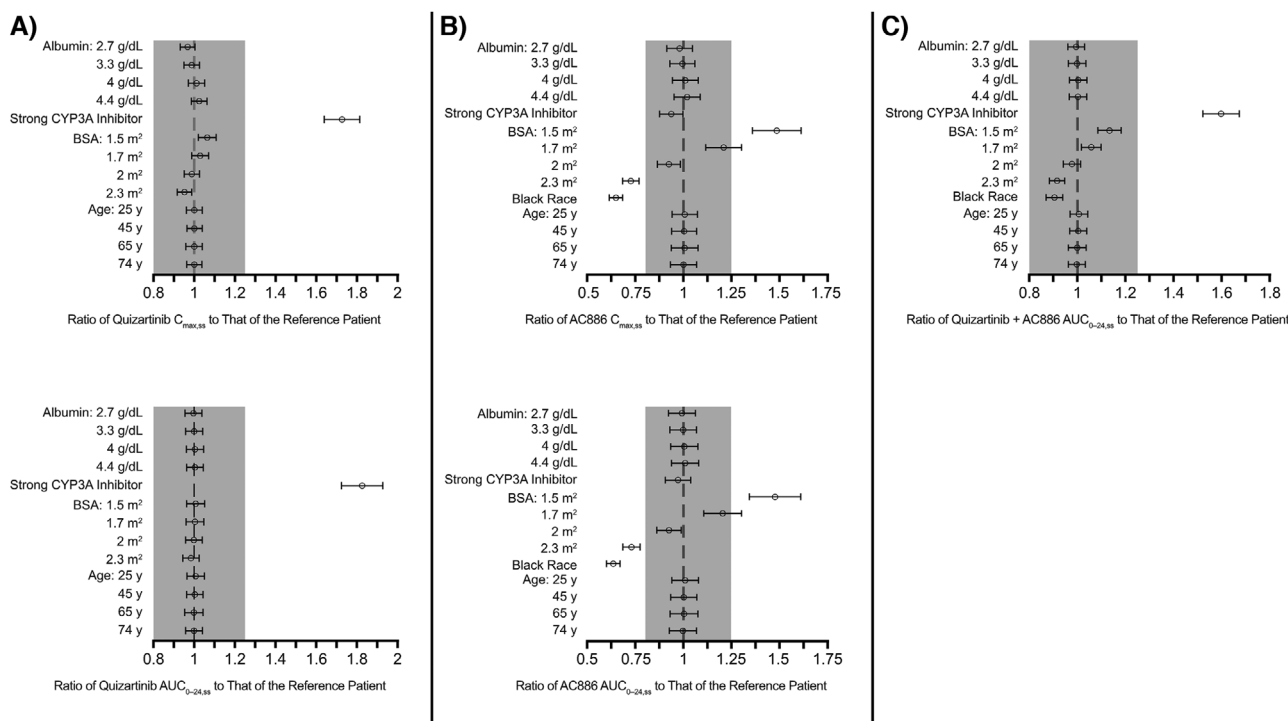 A)
Albumin: 2.7 g/dL
3.3 g/dL
4 g/dL
4.4 g/dL
Strong CYP3A Inhibitor
BSA: 1.5 m²
1.7 m²
2 m²
2.3 m²
Age: 25 y
45 y
65 y
74 y
0.8 1 1.2 1.4 1.6 1.8 2
Ratio of Quizartinib Cmax,ss to That of the Reference Patient
Albumin: 2.7 g/dL
3.3 g/dL
4 g/dL
4.4 g/dL
Strong CYP3A Inhibitor
BSA: 1.5 m²
1.7 m²
2 m²
2.3 m²
Age: 25 y
45 y
65 y
74 y
0.8 1 1.2 1.4 1.6 1.8 2
Ratio of Quizartinib AUC0–24,ss to That of the Reference Patient
B)
Albumin: 2.7 g/dL
3.3 g/dL
4 g/dL
4.4 g/dL
Strong CYP3A Inhibitor
BSA: 1.5 m²
1.7 m²
2 m²
2.3 m²
Black Race
Age: 25 y
45 y
65 y
74 y
0.5 0.75 1 1.25 1.5 1.75
Ratio of AC886 Cmax,ss to That of the Reference Patient
Albumin: 2.7 g/dL
3.3 g/dL
4 g/dL
4.4 g/dL
Strong CYP3A Inhibitor
BSA: 1.5 m²
1.7 m²
2 m²
2.3 m²
Black Race
Age: 25 y
45 y
65 y
74 y
0.5 0.75 1 1.25 1.5 1.75
Ratio of AC886 AUC0–24,ss to That of the Reference Patient
C)
Albumin: 2.7 g/dL
3.3 g/dL
4 g/dL
4.4 g/dL
Strong CYP3A Inhibitor
BSA: 1.5 m²
1.7 m²
2 m²
2.3 m²
Black Race
Age: 25 y
45 y
65 y
74 y
0.8 1 1.2 1.4 1.6 1.8
Ratio of Quizartinib + AC886 AUC0–24,ss to That of the Reference Patient